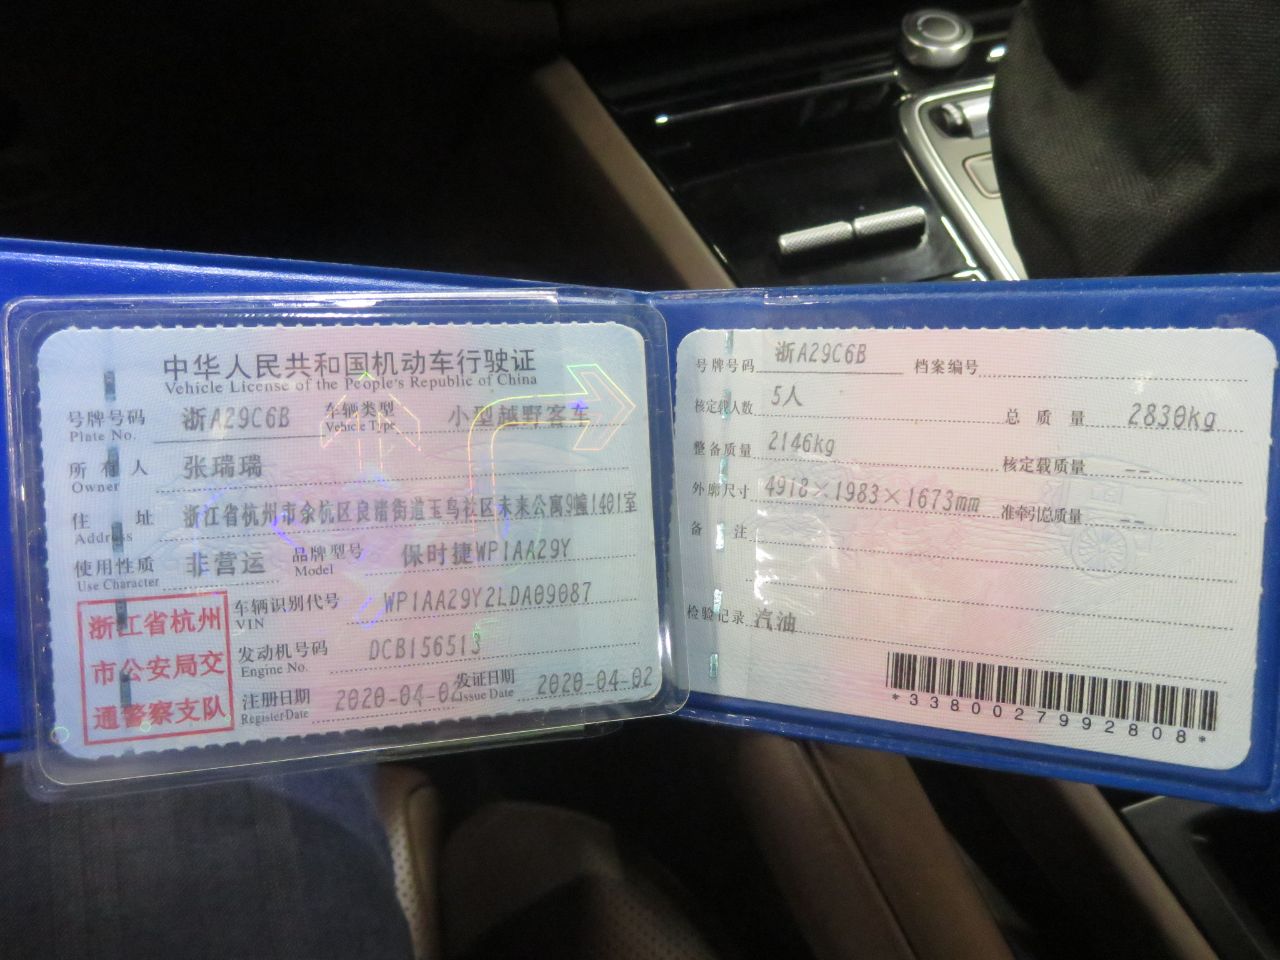 中华人民共和国机动车行驶证
Vehicle License of the People's Republic of China
号牌号码 浙A29C6B 车辆类型 小型越野客车
Plate No. Vehicle Type
所有人 张瑞瑞
Owner
住址 浙江省杭州市余杭区良渚街道玉鸟社区未来公寓9幢1401室
Address
使用性质 非营运 品牌型号 保时捷WP1AA29Y
Use Character Model
车辆识别代号 WP1AA29Y2LDA09087
VIN
发动机号码 DCB156513
Engine No.
注册日期 2020-04-02 发证日期 2020-04-02
Register Date Issue Date
浙江省杭州
市公安局交
通警察支队
号牌号码 浙A29C6B 档案编号
核定载人数 5人 总质量 2830kg
整备质量 2146kg 核定载质量 --
外廓尺寸 4918×1983×1673mm 准牵引总质量 --
备注
检验记录 汽油
*3380027992808*